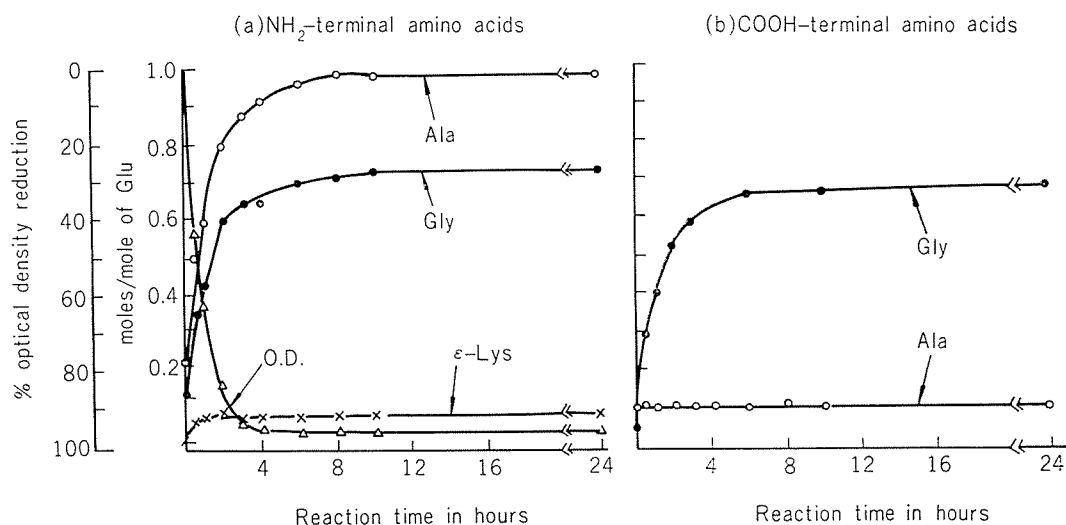 (a)NH₂-terminal amino acids
(b)COOH-terminal amino acids
% optical density reduction
0
20
40
60
80
100
moles/mole of Glu
1.0
0.8
0.6
0.4
0.2
Ala
Gly
O.D.
ε-Lys
4
8
12
16
20
24
Reaction time in hours
Gly
Ala
4
8
12
16
20
24
Reaction time in hours